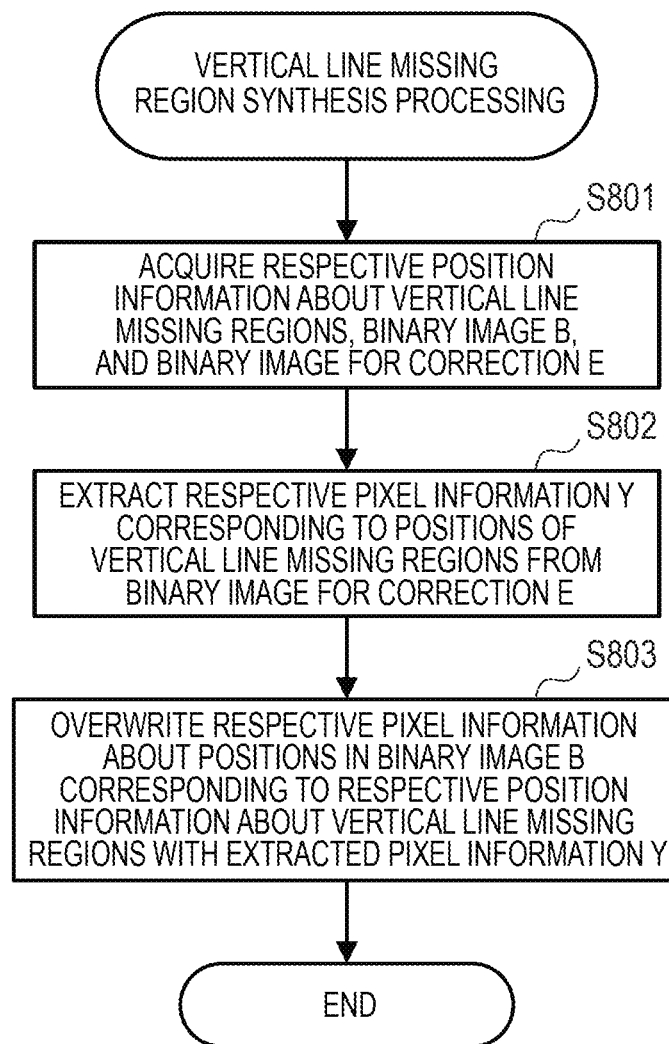 VERTICAL LINE MISSING
REGION SYNTHESIS PROCESSING
S801
ACQUIRE RESPECTIVE POSITION
INFORMATION ABOUT VERTICAL LINE
MISSING REGIONS, BINARY IMAGE B,
AND BINARY IMAGE FOR CORRECTION E
S802
EXTRACT RESPECTIVE PIXEL INFORMATION Y
CORRESPONDING TO POSITIONS OF
VERTICAL LINE MISSING REGIONS FROM
BINARY IMAGE FOR CORRECTION E
S803
OVERWRITE RESPECTIVE PIXEL INFORMATION
ABOUT POSITIONS IN BINARY IMAGE B
CORRESPONDING TO RESPECTIVE POSITION
INFORMATION ABOUT VERTICAL LINE MISSING
REGIONS WITH EXTRACTED PIXEL INFORMATION Y
END